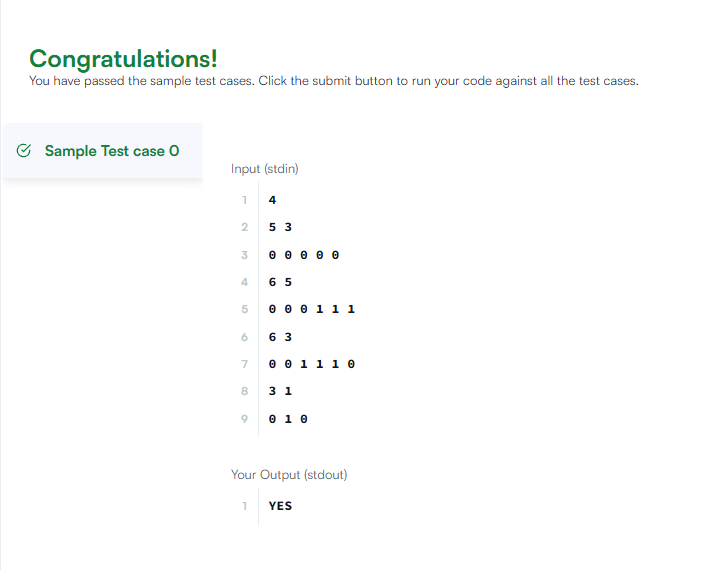 Congratulations!
You have passed the sample test cases. Click the submit button to run your code against all the test cases.
Sample Test case 0
Input (stdin)
1 4
2 5 3
3 0 0 0 0 0
4 6 5
5 0 0 0 1 1 1
6 6 3
7 0 0 1 1 1 0
8 3 1
9 0 1 0
Your Output (stdout)
1 YES